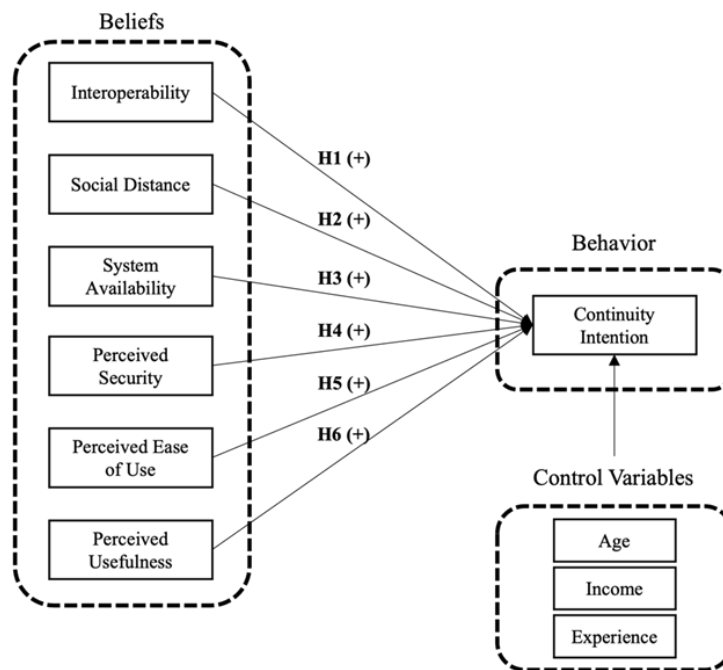 Beliefs
Interoperability
Social Distance
System
Availability
Perceived
Security
Perceived Ease
of Use
Perceived
Usefulness
H1 (+)
H2 (+)
H3 (+)
H4 (+)
H5 (+)
H6 (+)
Behavior
Continuity
Intention
Control Variables
Age
Income
Experience